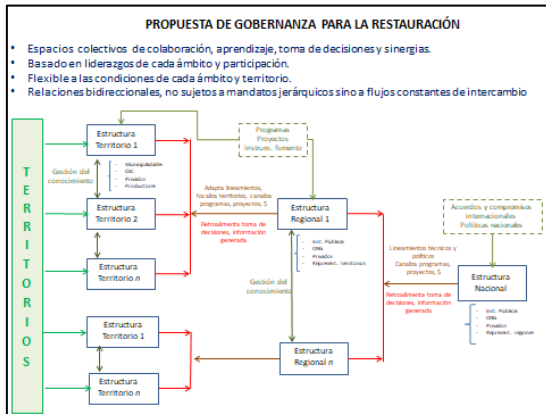 PROPUESTA DE GOBERNANZA PARA LA RESTAURACIÓN
• Espacios colectivos de colaboración, aprendizaje, toma de decisiones y sinergias.
• Basado en liderazgos de cada ámbito y participación.
• Flexible a las condiciones de cada ámbito y territorio.
• Relaciones bidireccionales, no sujetos a mandatos jerárquicos sino a flujos constantes de intercambio
TERRITORIOS
Estructura
Territorio 1
Gestión del
conocimiento
- Municipalidades
- OSC
- Privados
- Productores
Estructura
Territorio 2
Estructura
Territorio n
Estructura
Territorio 1
Estructura
Territorio n
Programas
Proyectos
Instrum. fomento
Adapta lineamientos,
focaliza territorios, canaliza
programas, proyectos, $
Retroalimenta toma de
decisiones, información
generada
Estructura
Regional 1
- Inst. Públicas
- ONG
- Privados
- Represent. territorios
Gestión del
conocimiento
Estructura
Regional n
Acuerdos y compromisos
internacionales
Políticas nacionales
Lineamientos técnicos y
políticos
Canaliza programas,
proyectos, $
Retroalimenta toma de
decisiones, información
generada
Estructura
Nacional
- Inst. Públicas
- ONG
- Privados
- Represent. regiones